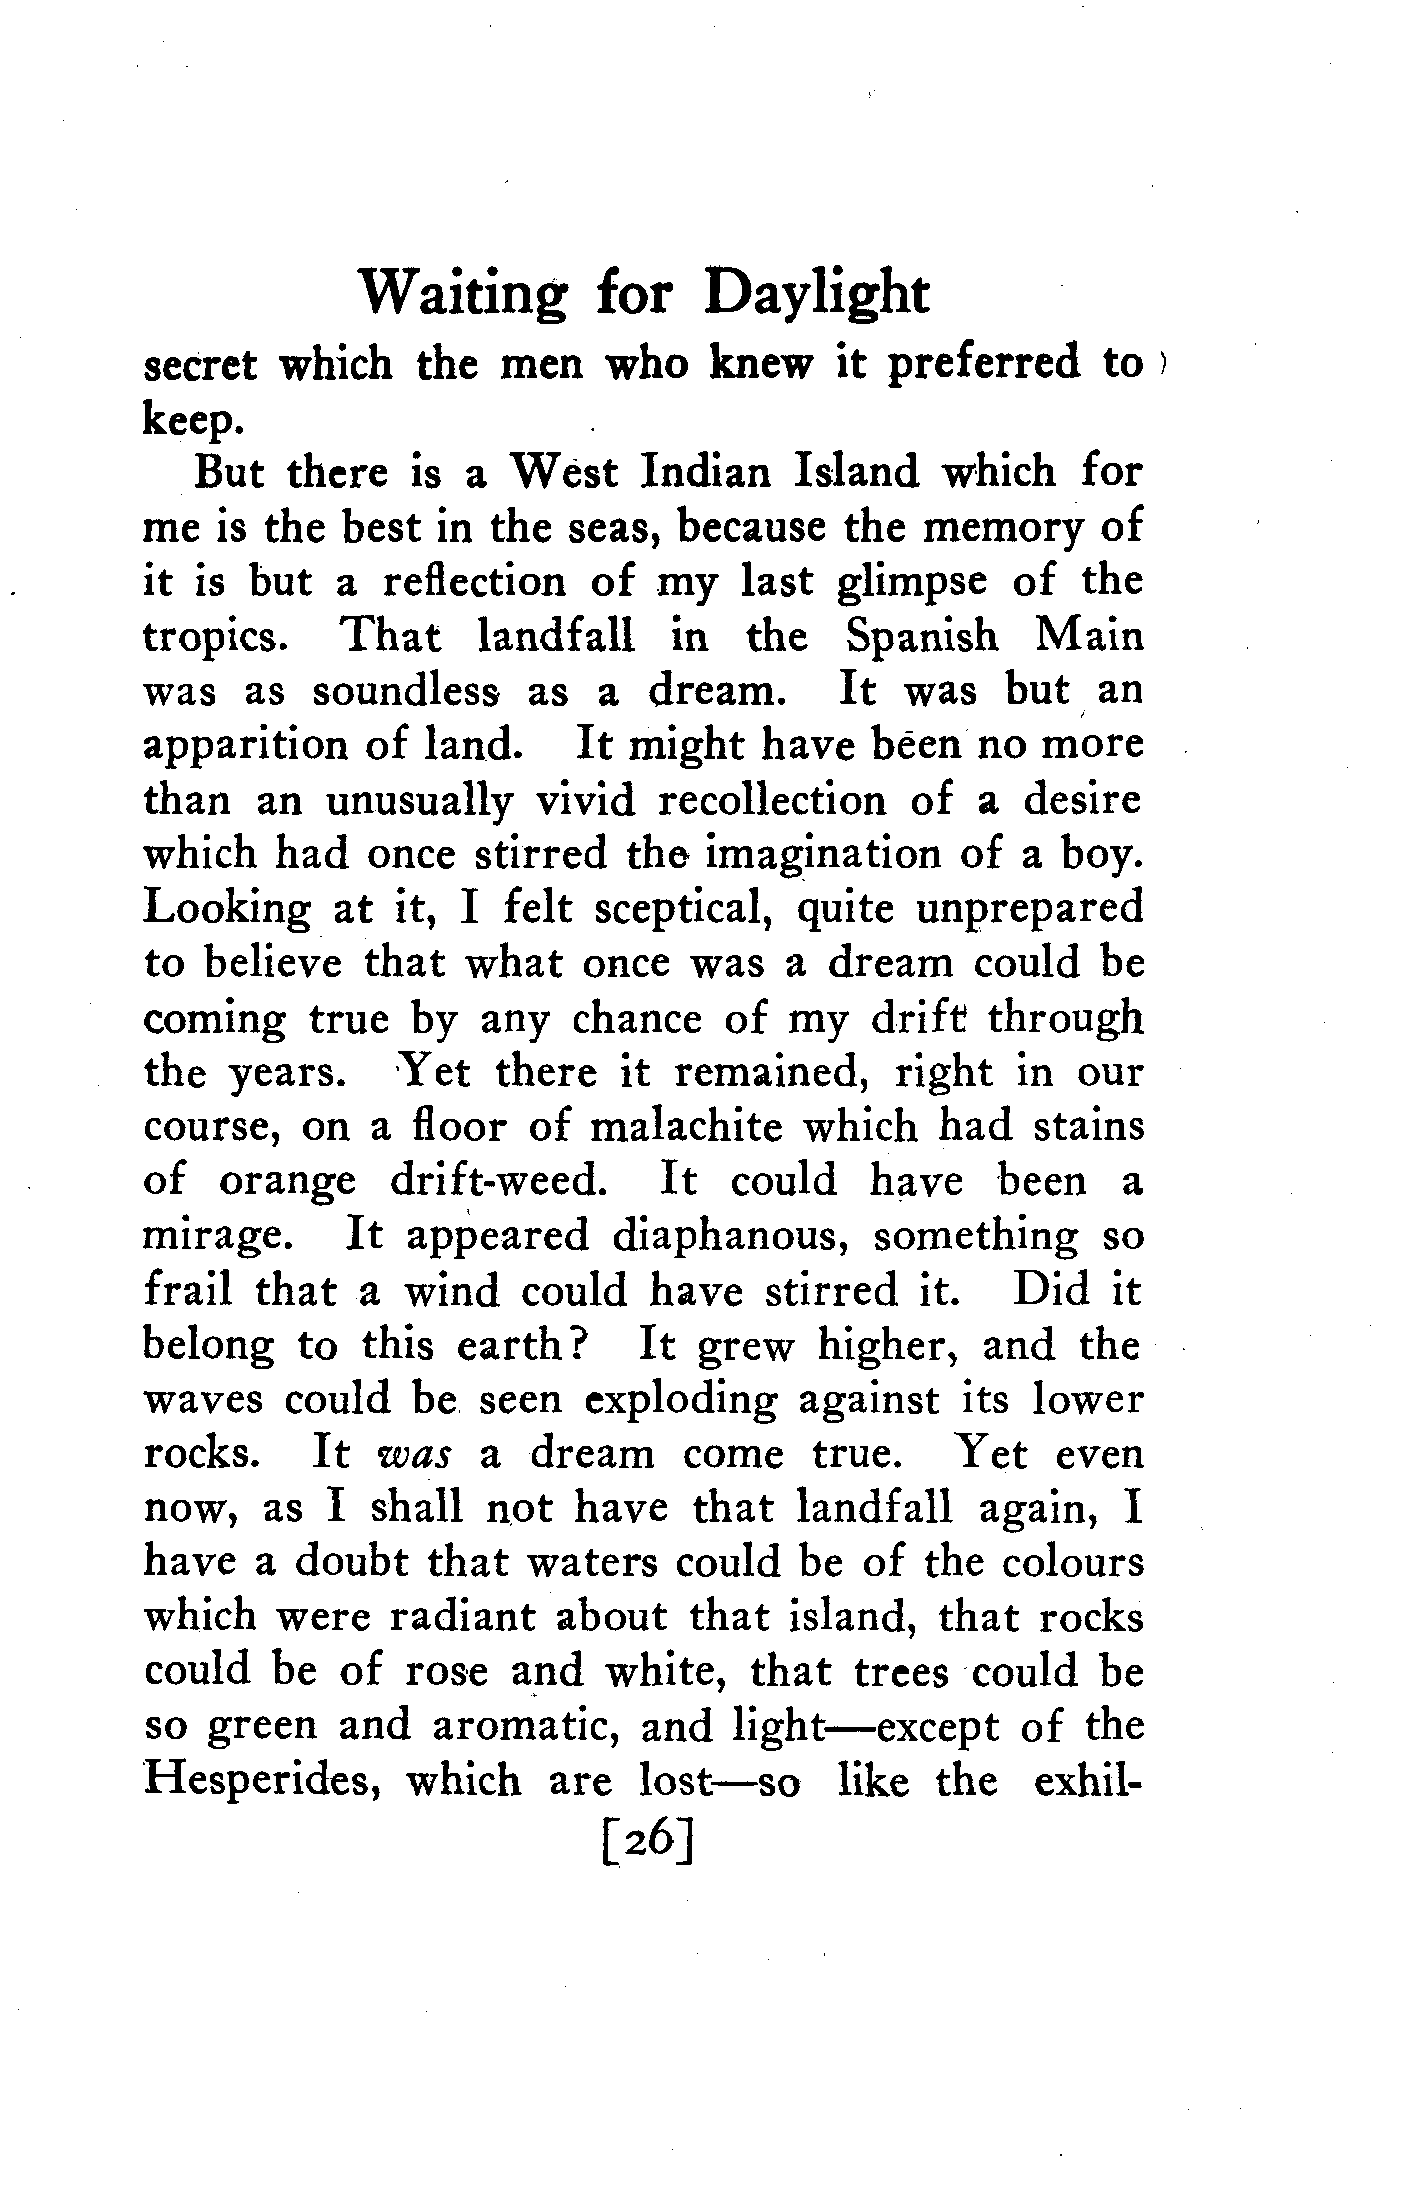 Waiting for Daylight
secret which the men who knew it preferred to
keep.
But there is a West Indian Island which for
me is the best in the seas, because the memory of
it is but a reflection of my last glimpse of the
tropics. That landfall in the Spanish Main
was as soundless as a dream. It was but an
apparition of land. It might have been no more
than an unusually vivid recollection of a desire
which had once stirred the imagination of a boy.
Looking at it, I felt sceptical, quite unprepared
to believe that what once was a dream could be
coming true by any chance of my drift through
the years. Yet there it remained, right in our
course, on a floor of malachite which had stains
of orange drift-weed. It could have been a
mirage. It appeared diaphanous, something so
frail that a wind could have stirred it. Did it
belong to this earth? It grew higher, and the
waves could be seen exploding against its lower
rocks. It was a dream come true. Yet even
now, as I shall not have that landfall again, I
have a doubt that waters could be of the colours
which were radiant about that island, that rocks
could be of rose and white, that trees could be
so green and aromatic, and light—except of the
Hesperides, which are lost—so like the exhil-
[26]